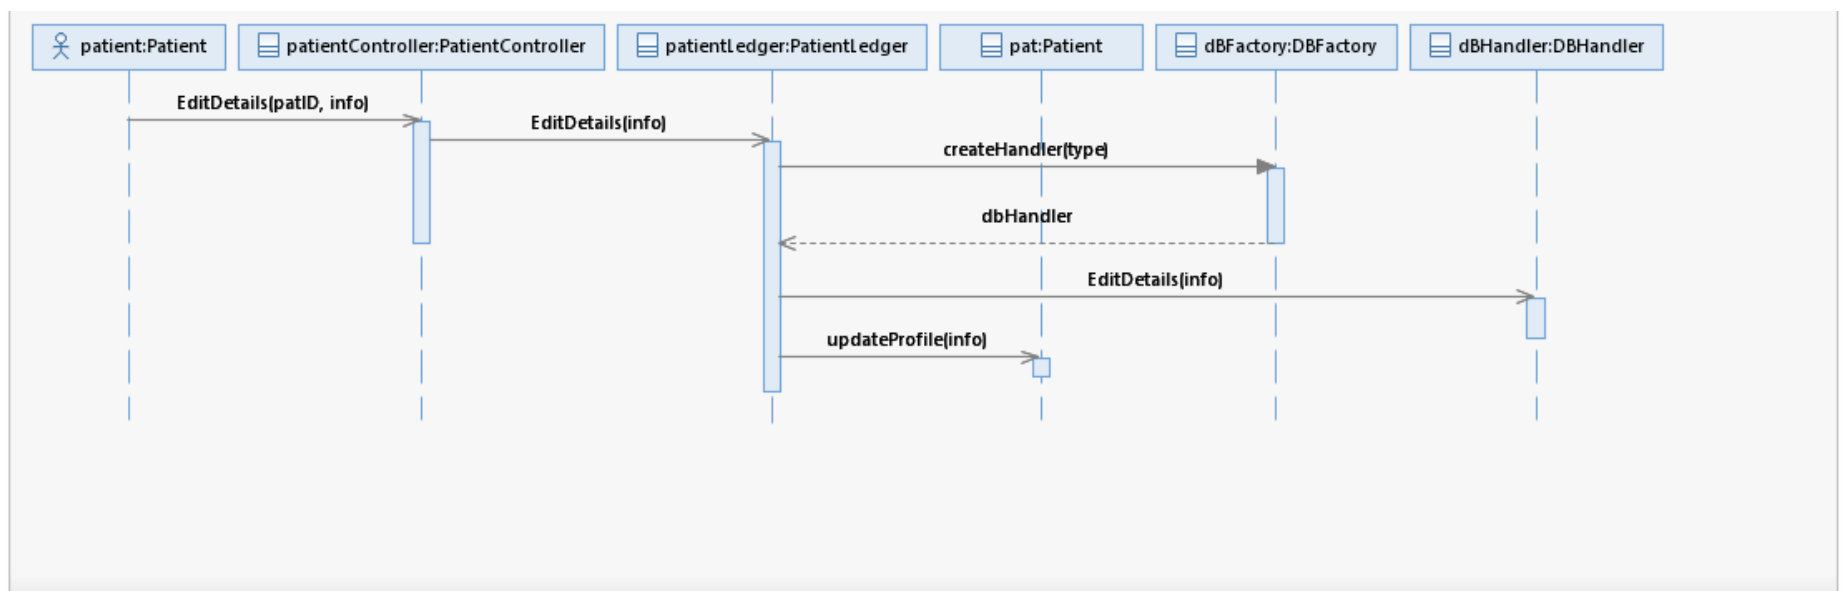 patient:Patient
patientController:PatientController
patientLedger:PatientLedger
pat:Patient
dBFactory:DBFactory
dBHandler:DBHandler
EditDetails(patID, info)
EditDetails(info)
createHandler(type)
dbHandler
EditDetails(info)
updateProfile(info)